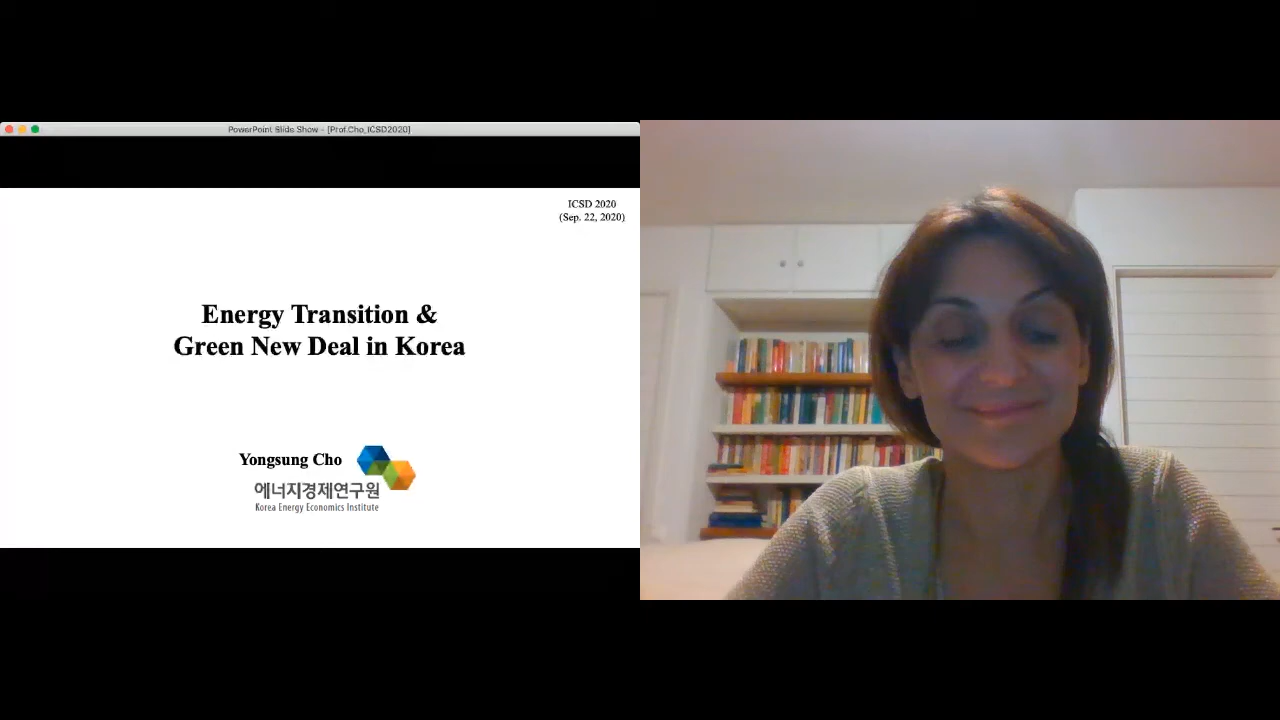 PowerPoint Slide Show - [Prof.Cho_ICSD2020]
ICSD 2020
(Sep. 22, 2020)
Energy Transition &
Green New Deal in Korea
Yongsung Cho
에너지경제연구원
Korea Energy Economics Institute